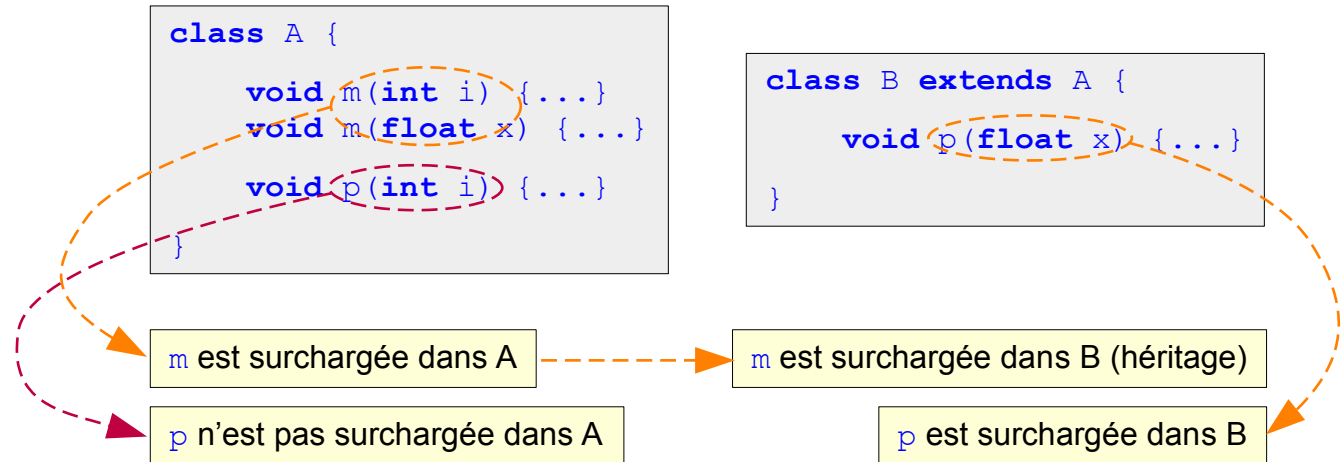 class A {
void m(int i) {...}
void m(float x) {...}
void p(int i) {...}
}
class B extends A {
void p(float x) {...}
}
m est surchargée dans A
m est surchargée dans B (héritage)
p n’est pas surchargée dans A
p est surchargée dans B